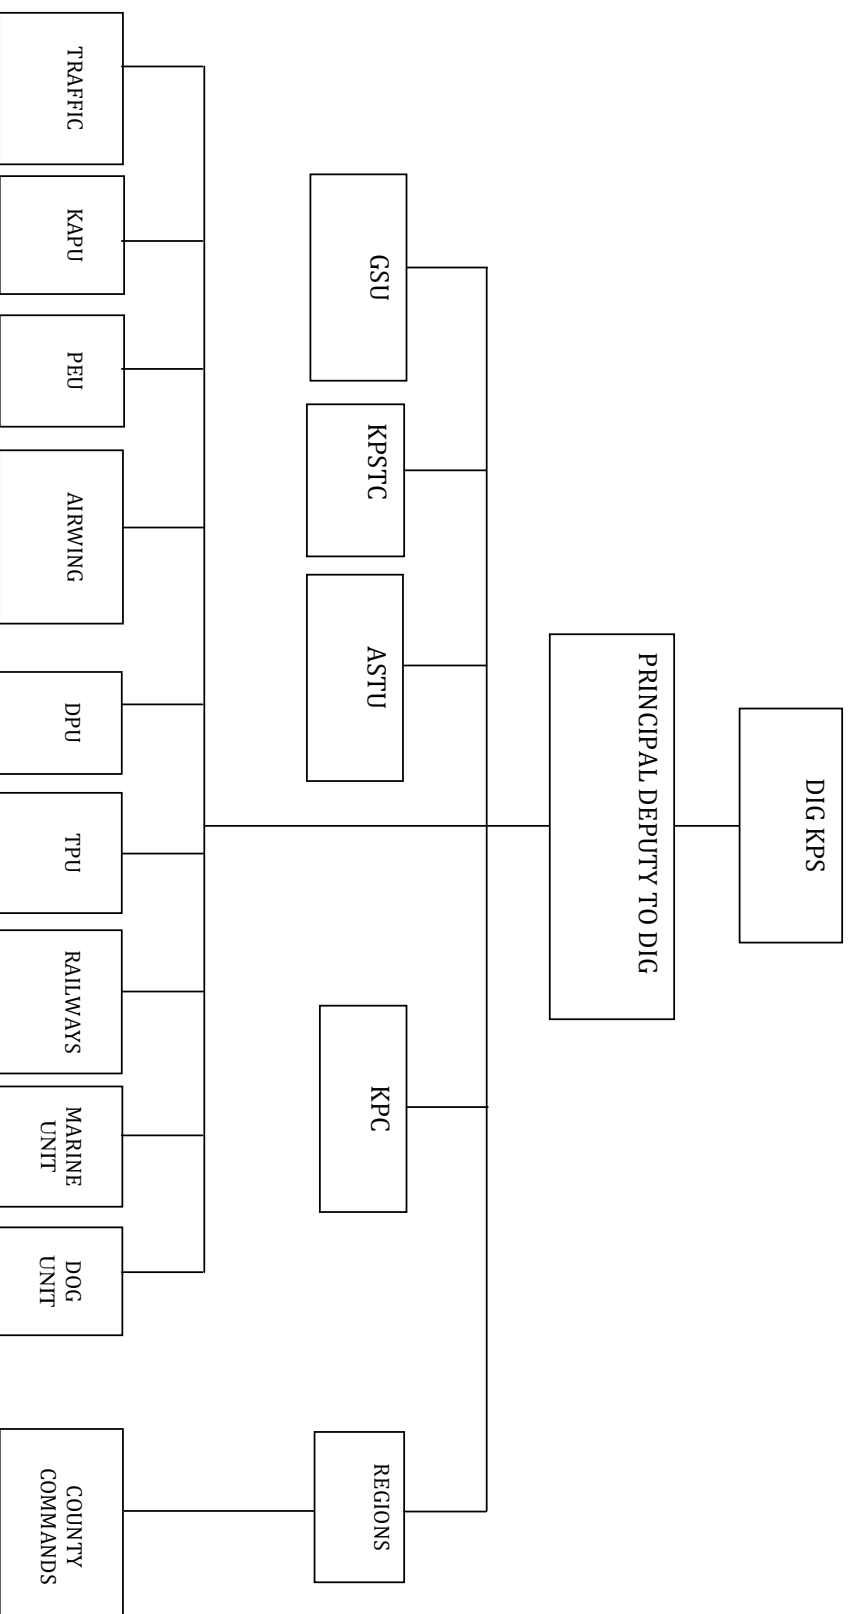 DIG KPS
PRINCIPAL DEPUTY TO DIG
GSU
KPSTC
ASTU
KPC
REGIONS
TRAFFIC
KAPU
PEU
AIRWING
DPU
TPU
RAILWAYS
MARINE
UNIT
DOG
UNIT
COUNTY
COMMANDS